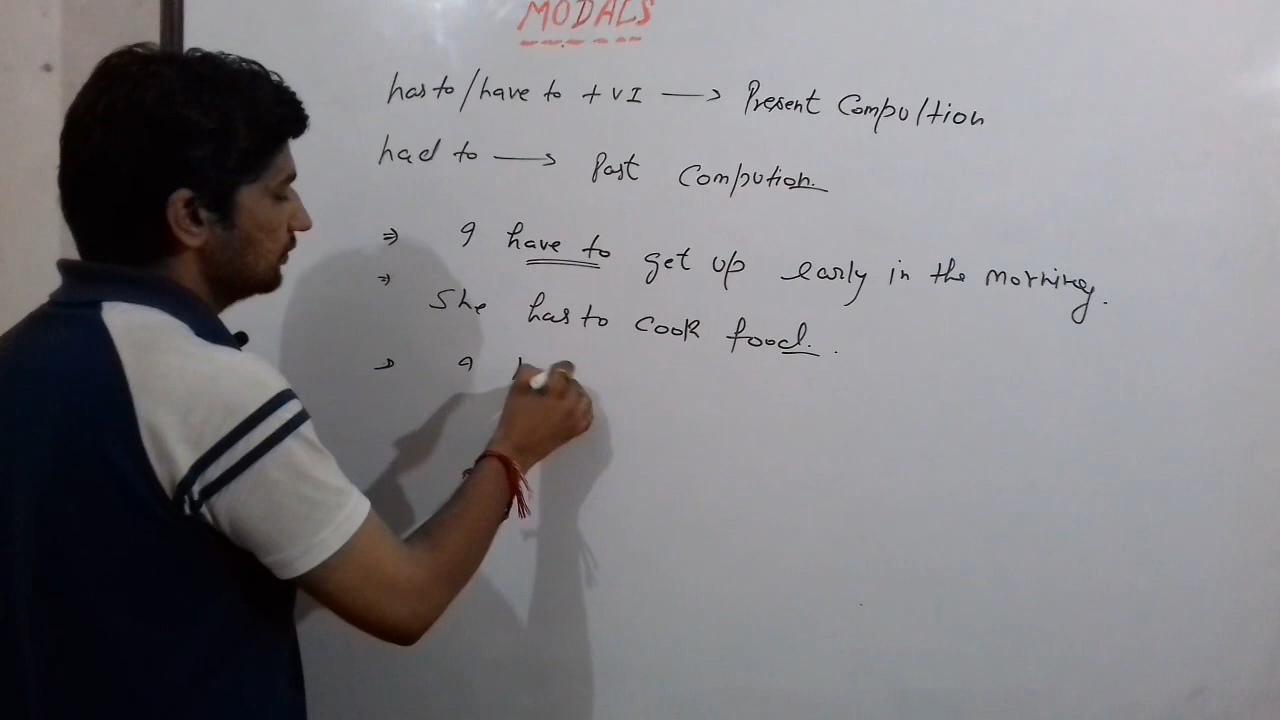 MODALS
has to/have to + VI → Present Compultion
had to → Past Compution.
⇒ I have to get up early in the morning.
⇒ She has to cook food.
→ I h